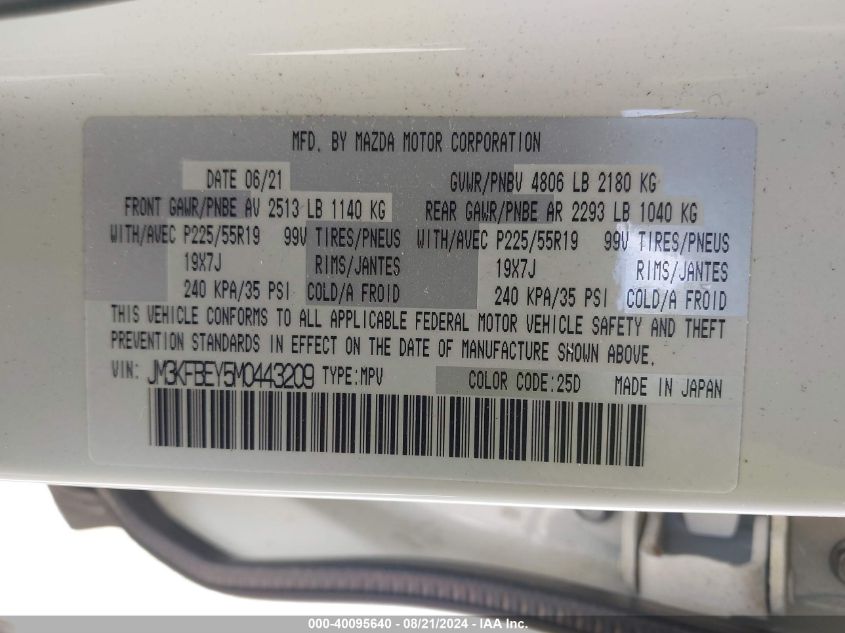 MFD. BY MAZDA MOTOR CORPORATION
DATE 06/21 GVWR/PNBV 4806 LB 2180 KG
FRONT GAWR/PNBE AV 2513 LB 1140 KG REAR GAWR/PNBE AR 2293 LB 1040 KG
WITH/AVEC P225/55R19 99V TIRES/PNEUS WITH/AVEC P225/55R19 99V TIRES/PNEUS
19X7J RIMS/JANTES 19X7J RIMS/JANTES
240 KPA/35 PSI COLD/A FROID 240 KPA/35 PSI COLD/A FROID
THIS VEHICLE CONFORMS TO ALL APPLICABLE FEDERAL MOTOR VEHICLE SAFETY AND THEFT
PREVENTION STANDARDS IN EFFECT ON THE DATE OF MANUFACTURE SHOWN ABOVE.
VIN: JM3KFBEY5M0443209 TYPE:MPV COLOR CODE:25D MADE IN JAPAN
000-40095640 - 08/21/2024 - IAA Inc.